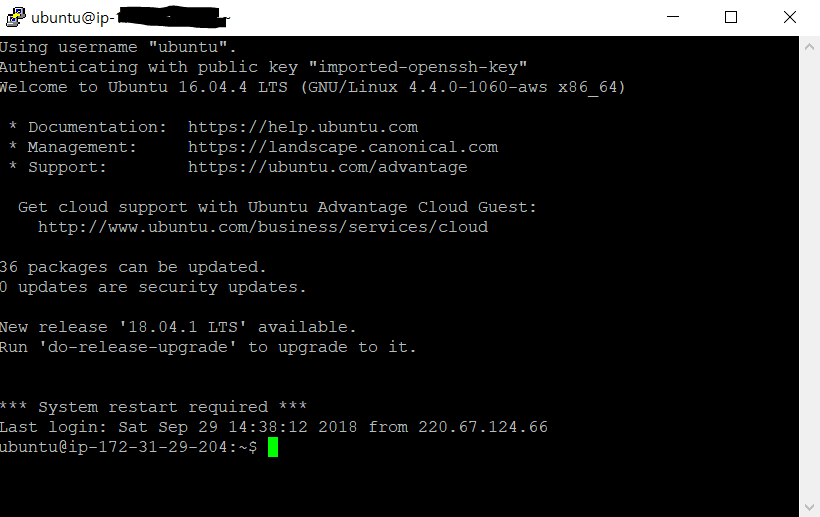 ubuntu@ip-1
~
Using username "ubuntu".
Authenticating with public key "imported-openssh-key"
Welcome to Ubuntu 16.04.4 LTS (GNU/Linux 4.4.0-1060-aws x86_64)
* Documentation:  https://help.ubuntu.com
* Management:     https://landscape.canonical.com
* Support:        https://ubuntu.com/advantage
Get cloud support with Ubuntu Advantage Cloud Guest:
http://www.ubuntu.com/business/services/cloud
36 packages can be updated.
0 updates are security updates.
New release '18.04.1 LTS' available.
Run 'do-release-upgrade' to upgrade to it.
*** System restart required ***
Last login: Sat Sep 29 14:38:12 2018 from 220.67.124.66
ubuntu@ip-172-31-29-204:~$